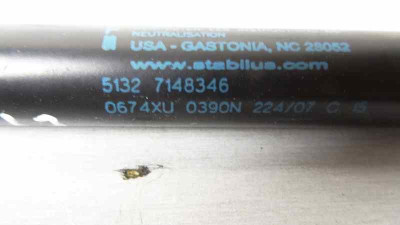 NEUTRALISATION
USA - GASTONIA, NC 28052
www.stabilus.com
5132 7148346
0674XU 0390N 224/07 C 15